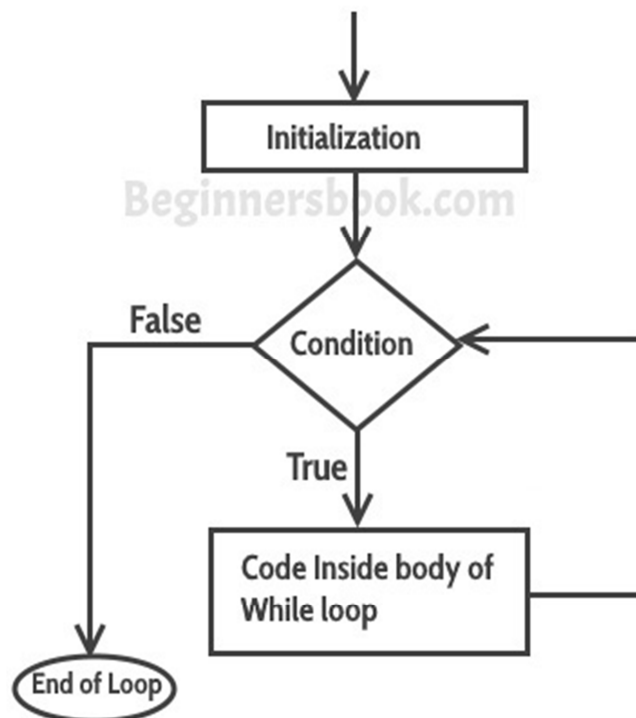 Initialization
Beginnersbook.com
False
Condition
True
Code Inside body of
While loop
End of Loop